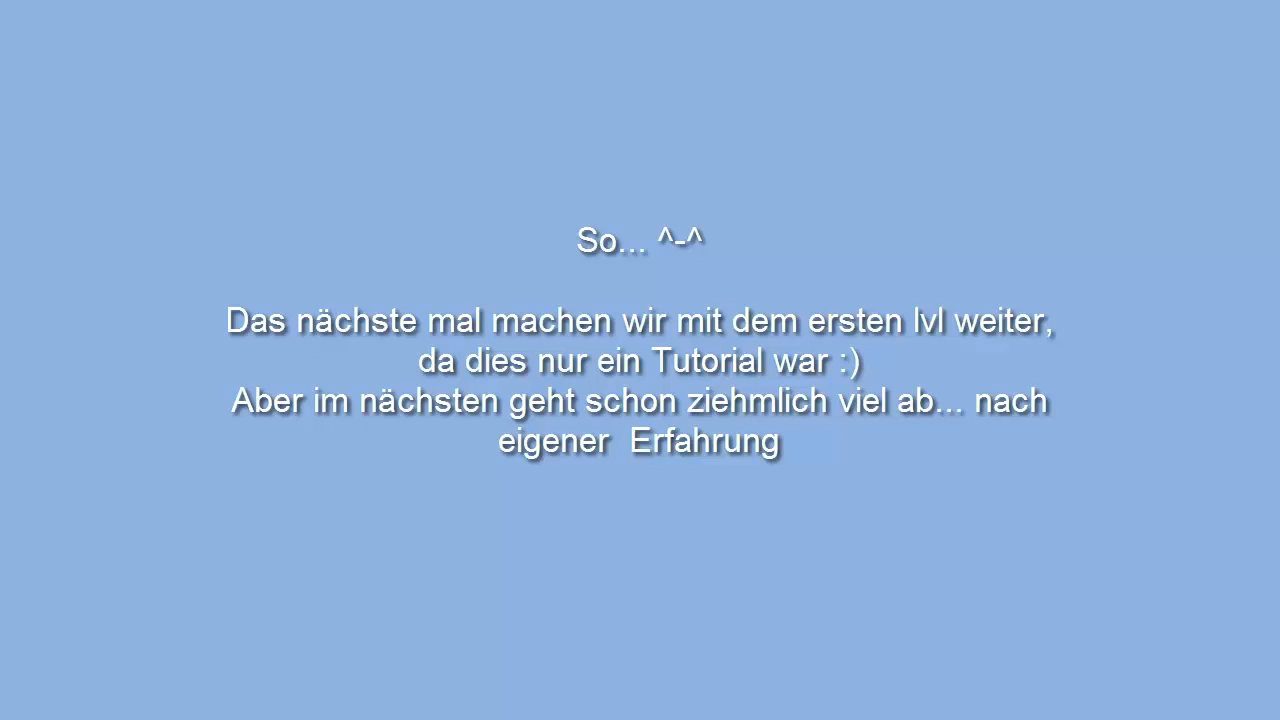 So... ^-^
Das nächste mal machen wir mit dem ersten lvl weiter,
da dies nur ein Tutorial war :)
Aber im nächsten geht schon ziehmlich viel ab... nach
eigener  Erfahrung